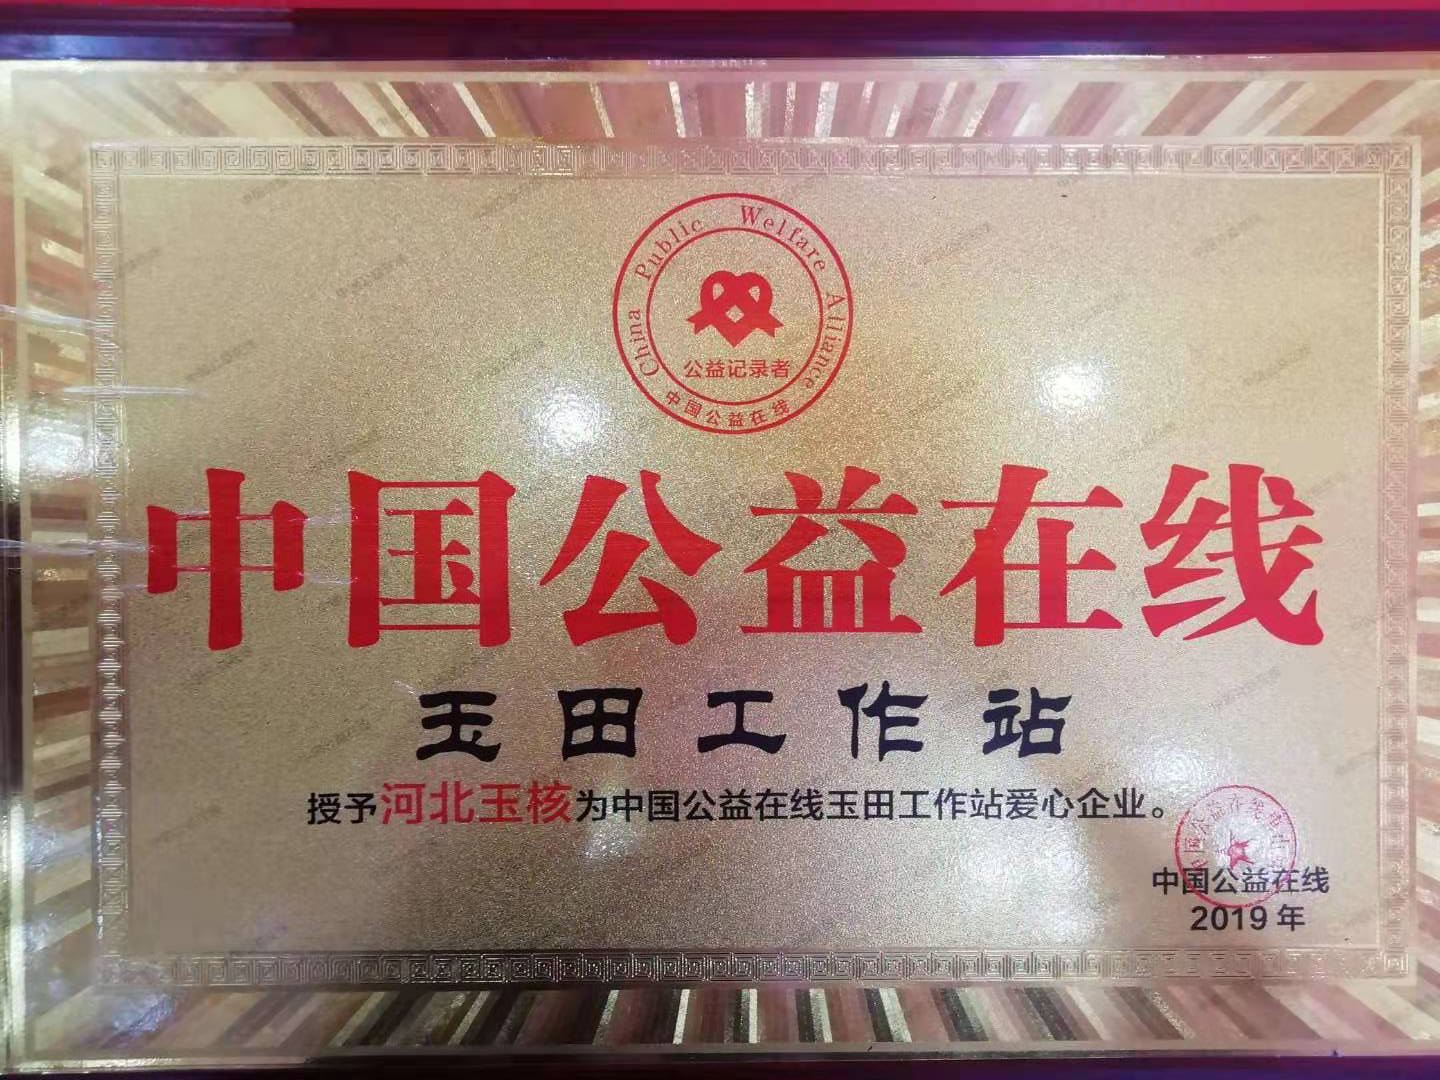 China Public Welfare Alliance
公益记录者
中国公益在线
中国公益在线
玉田工作站
授予河北玉核为中国公益在线玉田工作站爱心企业。
中国公益在线
2019年